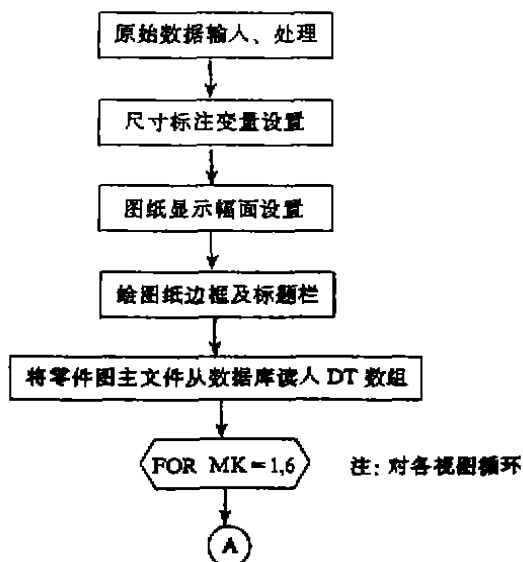 原始数据输入、处理
尺寸标注变量设置
图纸显示幅面设置
绘图纸边框及标题栏
将零件图主文件从数据库读入 DT 数组
FOR MK=1,6
注: 对各视图循环
A